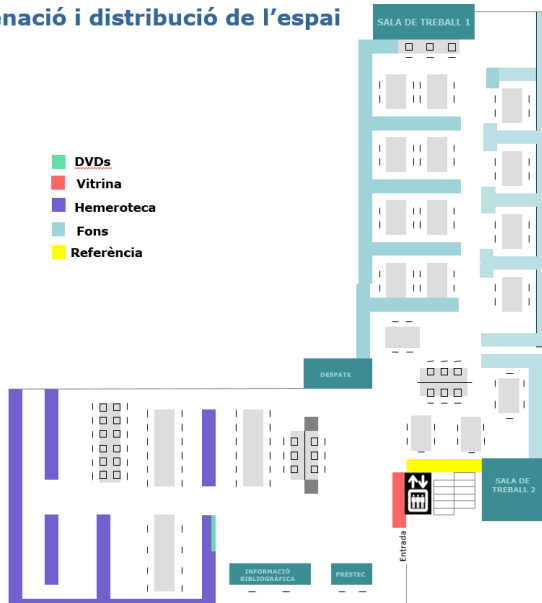 enació i distribució de l'espai
SALA DE TREBALL 1
DVDs
Vitrina
Hemeroteca
Fons
Referència
DESPATX
SALA DE
TREBALL 2
Entrada
INFORMACIÓ
BIBLIOGRÀFICA
PRÉSTEC